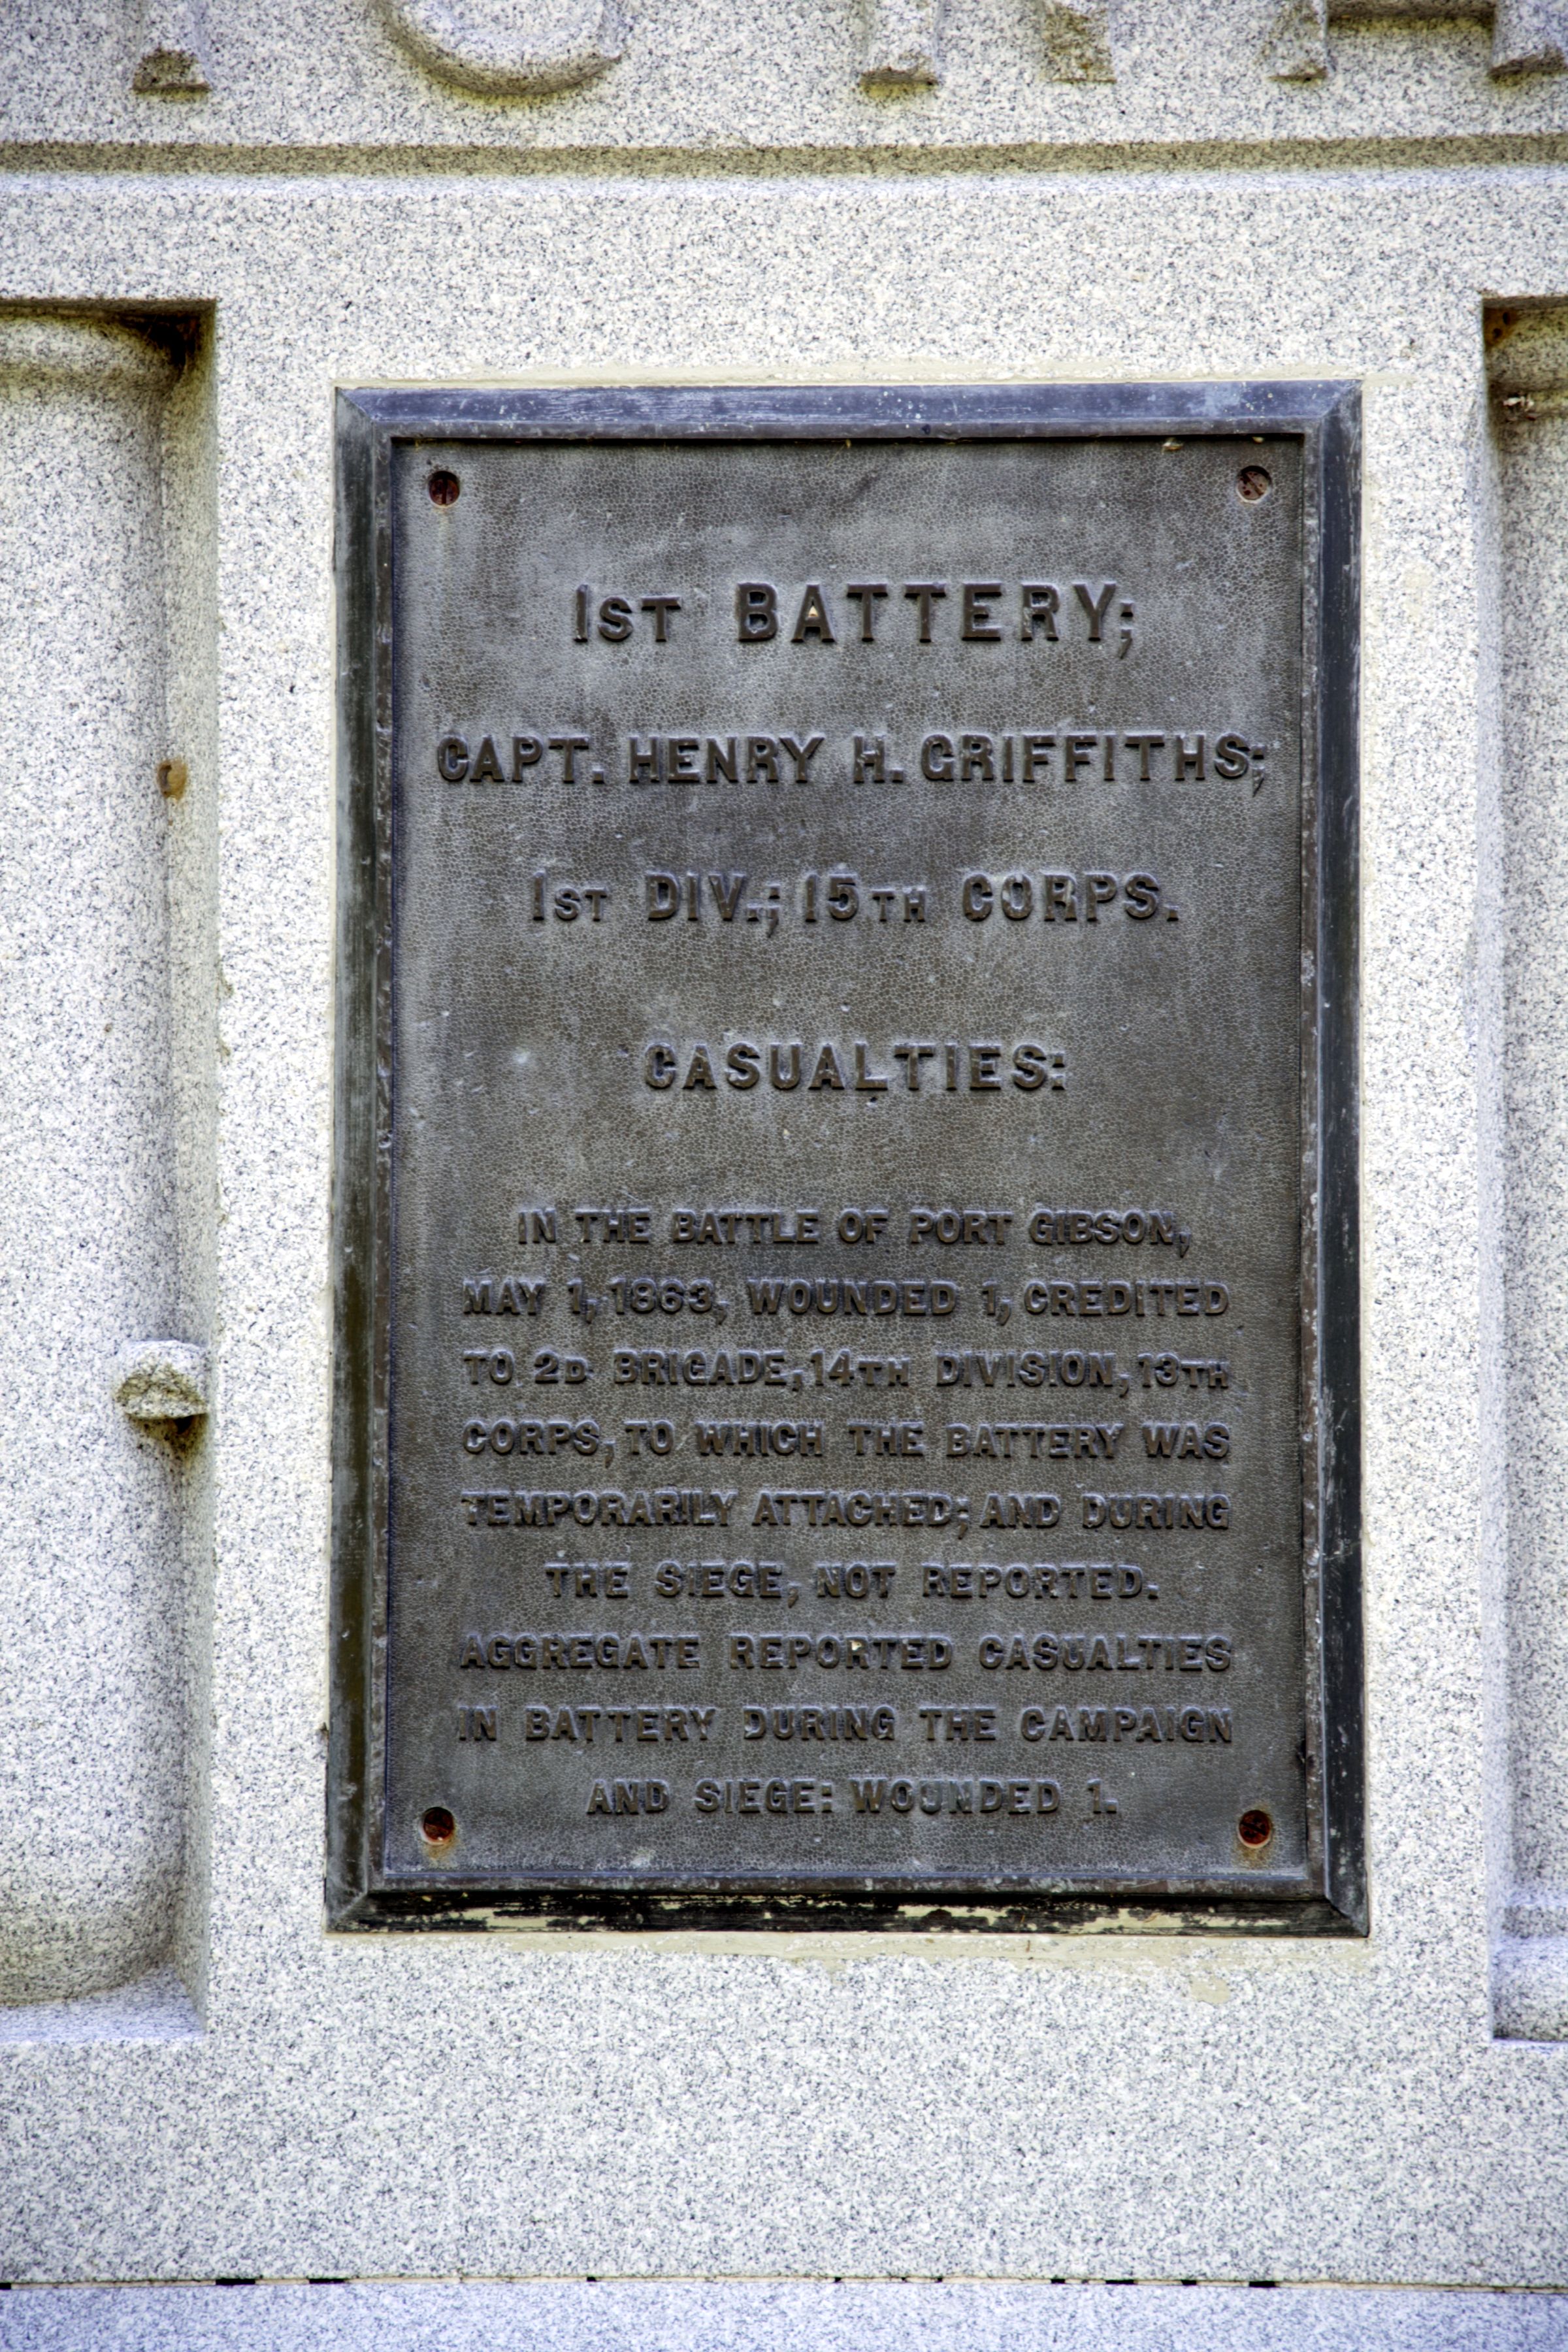 1ST BATTERY;
CAPT. HENRY H. GRIFFITHS;
1ST DIV.; 15TH CORPS.
CASUALTIES:
IN THE BATTLE OF PORT GIBSON,
MAY 1, 1863, WOUNDED 1, CREDITED
TO 2D BRIGADE, 14TH DIVISION, 13TH
CORPS, TO WHICH THE BATTERY WAS
TEMPORARILY ATTACHED; AND DURING
THE SIEGE, NOT REPORTED.
AGGREGATE REPORTED CASUALTIES
IN BATTERY DURING THE CAMPAIGN
AND SIEGE: WOUNDED 1.